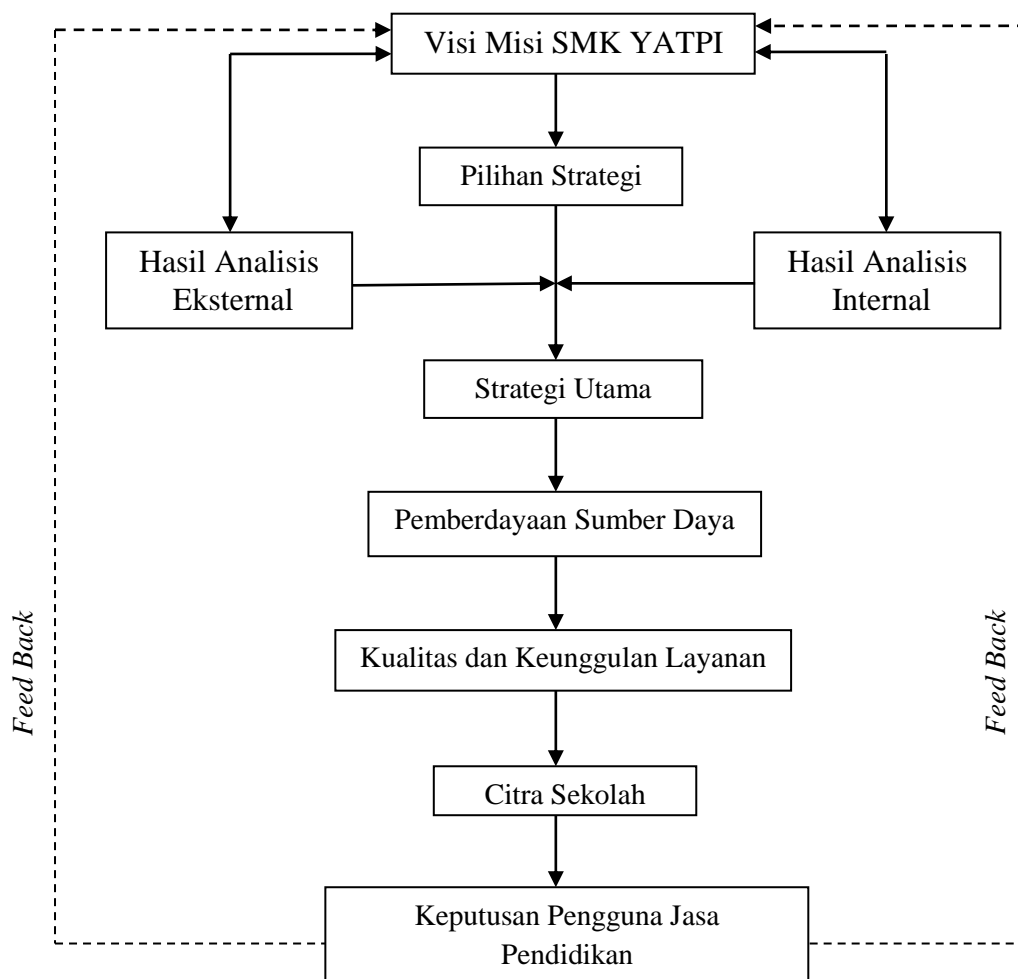 Visi Misi SMK YATPI
Pilihan Strategi
Hasil Analisis
Eksternal
Hasil Analisis
Internal
Strategi Utama
Pemberdayaan Sumber Daya
Kualitas dan Keunggulan Layanan
Feed Back
Feed Back
Citra Sekolah
Keputusan Pengguna Jasa
Pendidikan